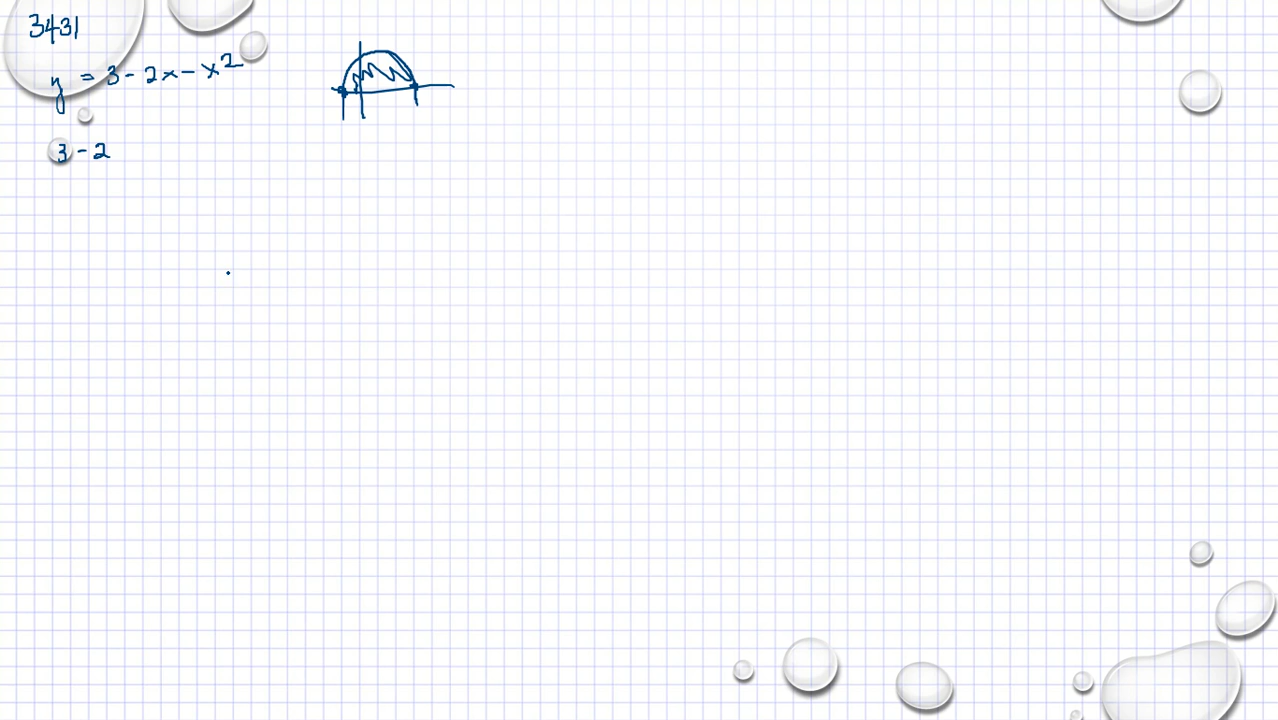 3431
y = 3 - 2x - x²
3 - 2